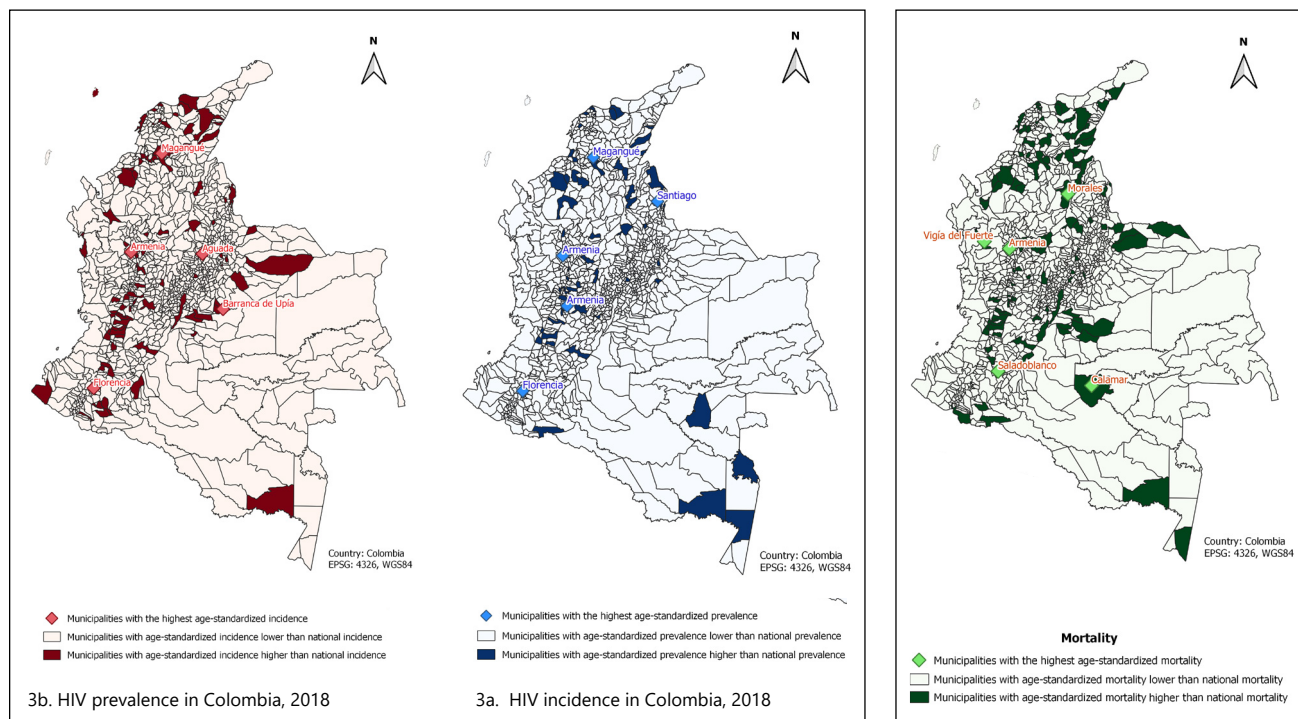 N
Magangué
Armenia
Aguada
Barranca de Upía
Florencia
Country: Colombia
EPSG: 4326, WGS84
Municipalities with the highest age-standardized incidence
Municipalities with age-standardized incidence lower than national incidence
Municipalities with age-standardized incidence higher than national incidence
3b. HIV prevalence in Colombia, 2018
N
Magangué
Santiago
Armenia
Armenia
Florencia
Country: Colombia
EPSG: 4326, WGS84
Municipalities with the highest age-standardized prevalence
Municipalities with age-standardized prevalence lower than national prevalence
Municipalities with age-standardized prevalence higher than national prevalence
3a. HIV incidence in Colombia, 2018
N
Morales
Vigía del Fuerte
Armenia
Saladoblanco
Calamar
Country: Colombia
EPSG: 4326, WGS84
Mortality
Municipalities with the highest age-standardized mortality
Municipalities with age-standardized mortality lower than national mortality
Municipalities with age-standardized mortality higher than national mortality